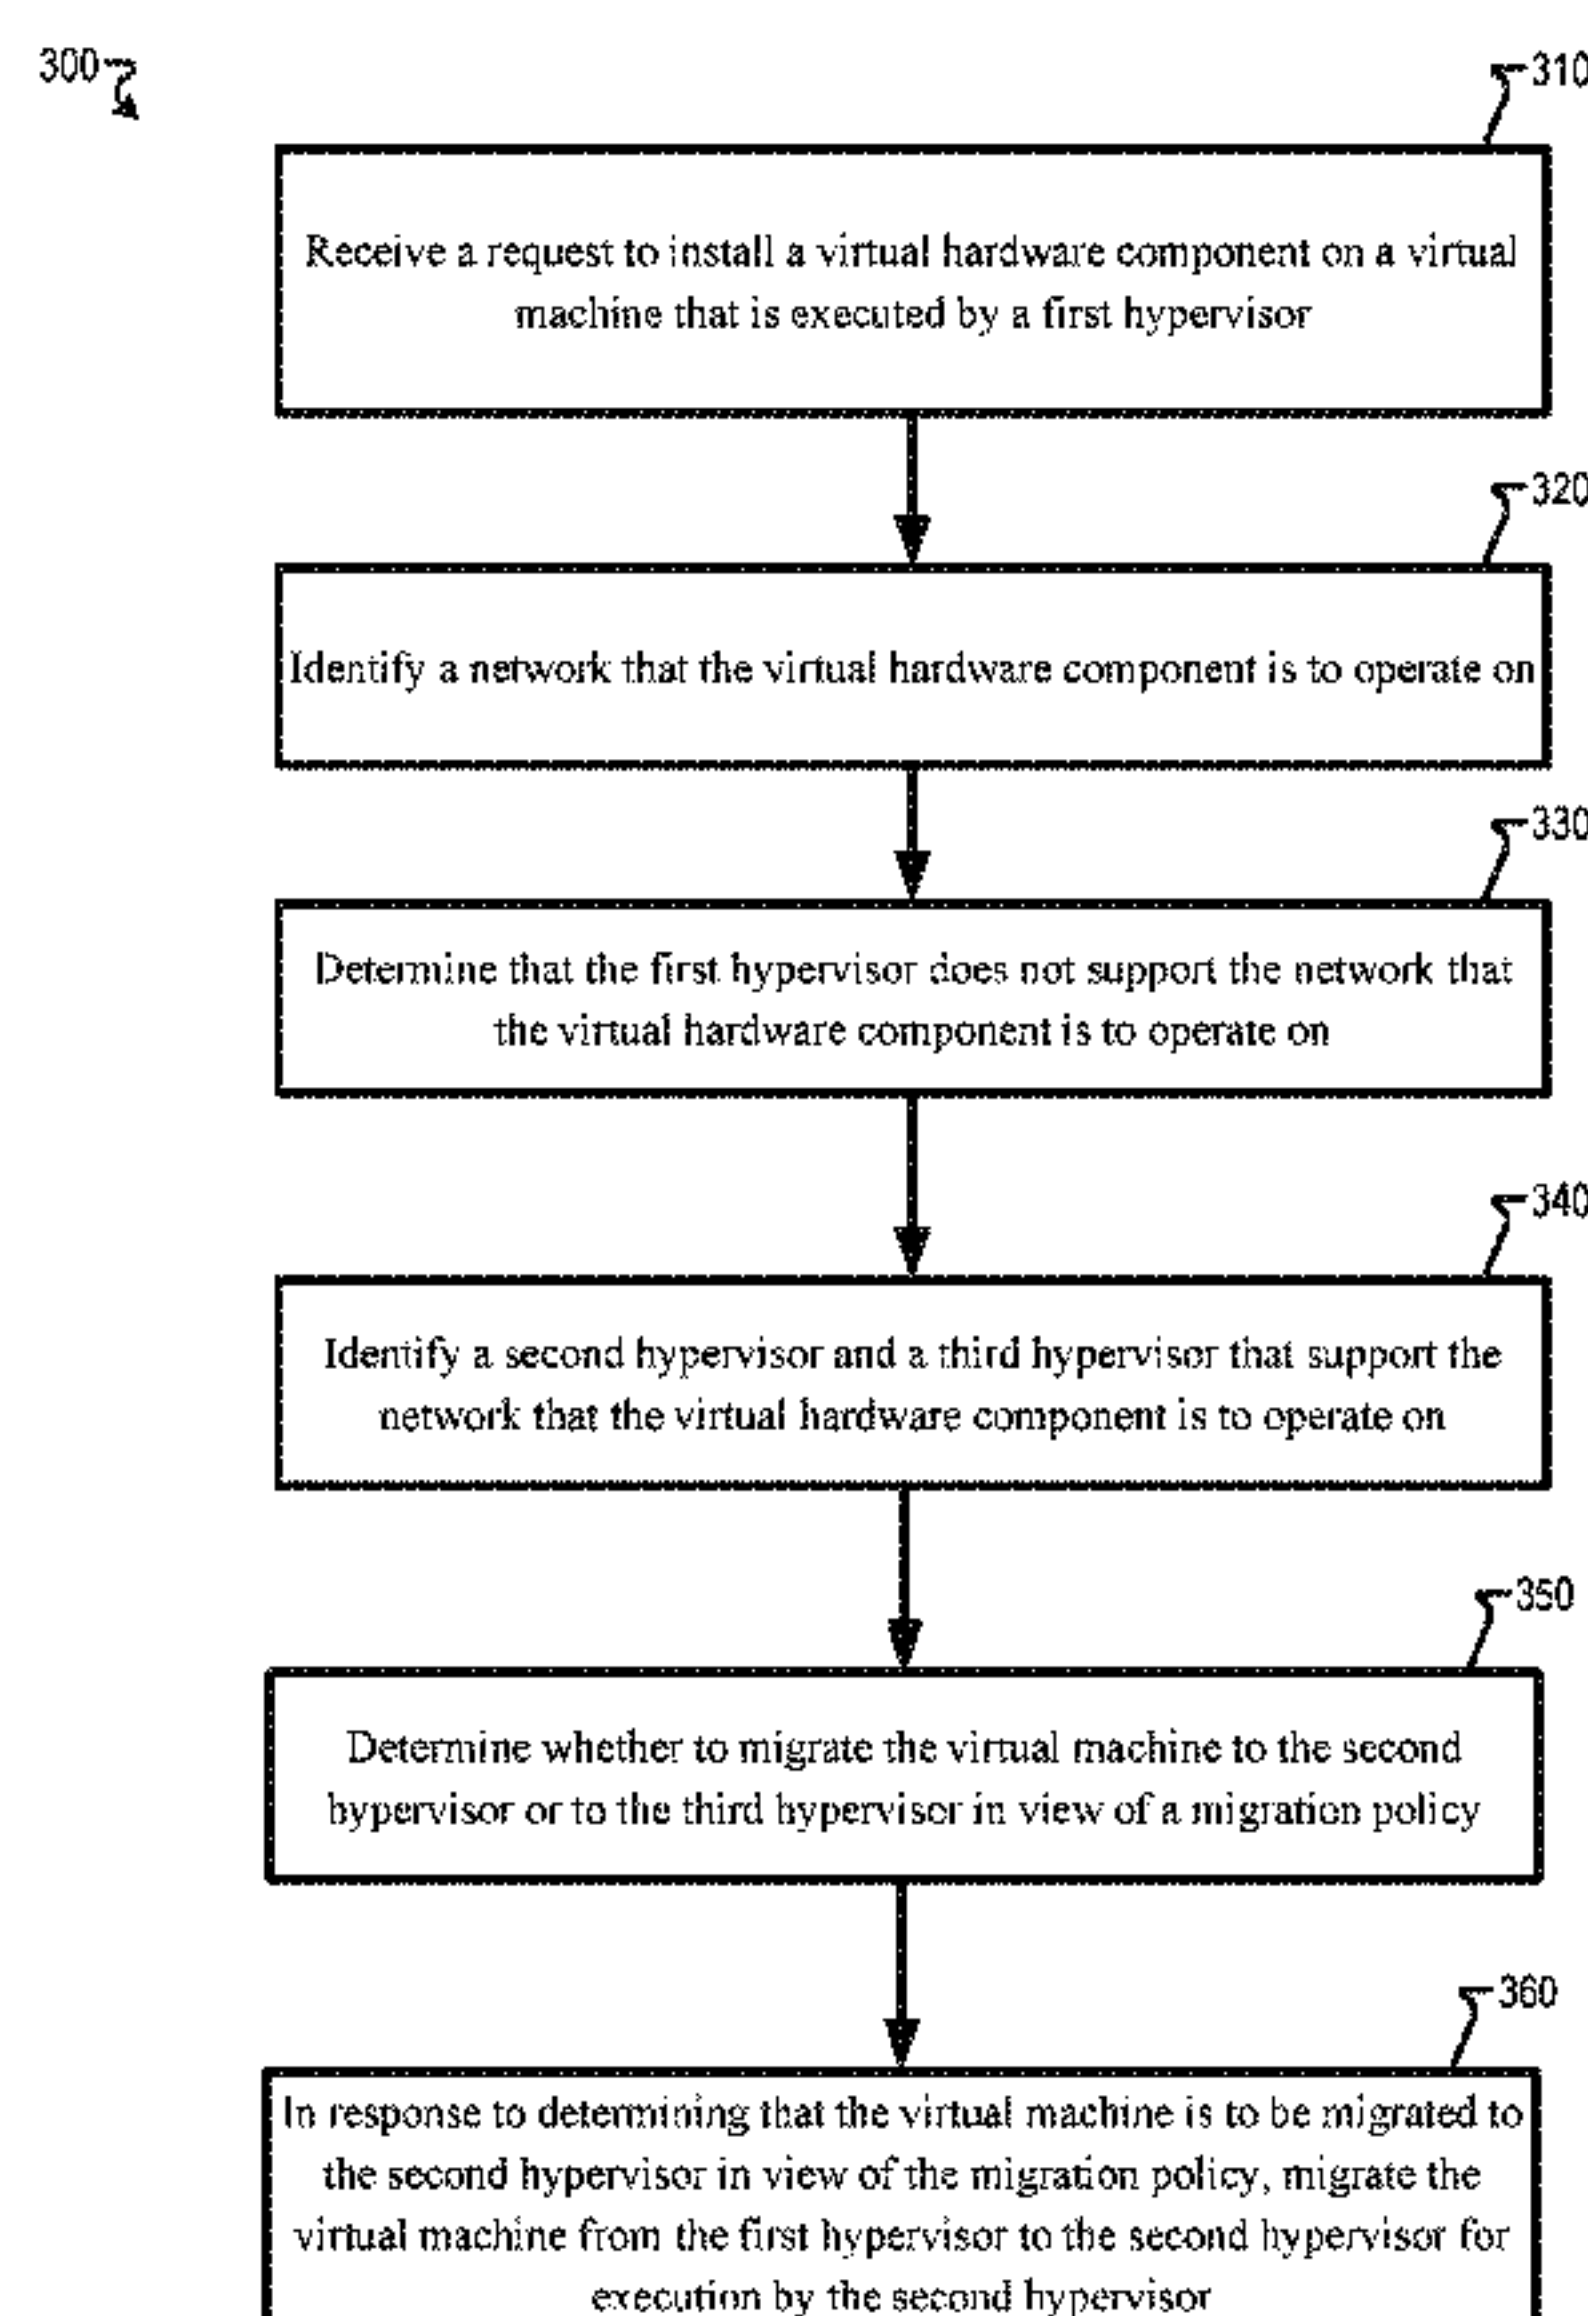 300
310
Receive a request to install a virtual hardware component on a virtual
machine that is executed by a first hypervisor
320
Identify a network that the virtual hardware component is to operate on
330
Determine that the first hypervisor does not support the network that
the virtual hardware component is to operate on
340
Identify a second hypervisor and a third hypervisor that support the
network that the virtual hardware component is to operate on
350
Determine whether to migrate the virtual machine to the second
hypervisor or to the third hypervisor in view of a migration policy
360
In response to determining that the virtual machine is to be migrated to
the second hypervisor in view of the migration policy, migrate the
virtual machine from the first hypervisor to the second hypervisor for
execution by the second hypervisor